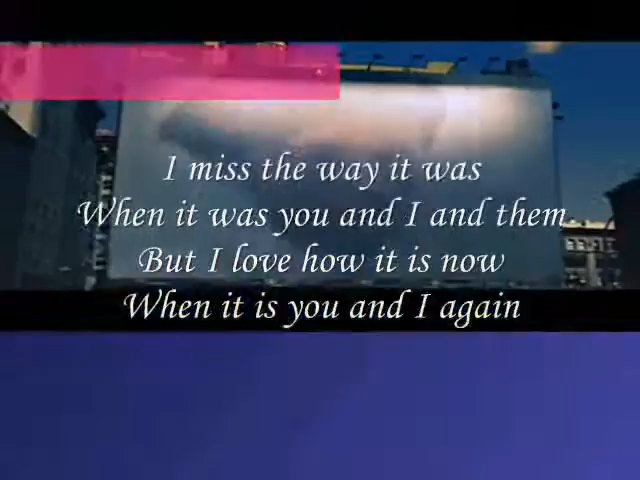 I miss the way it was
When it was you and I and them
But I love how it is now
When it is you and I again